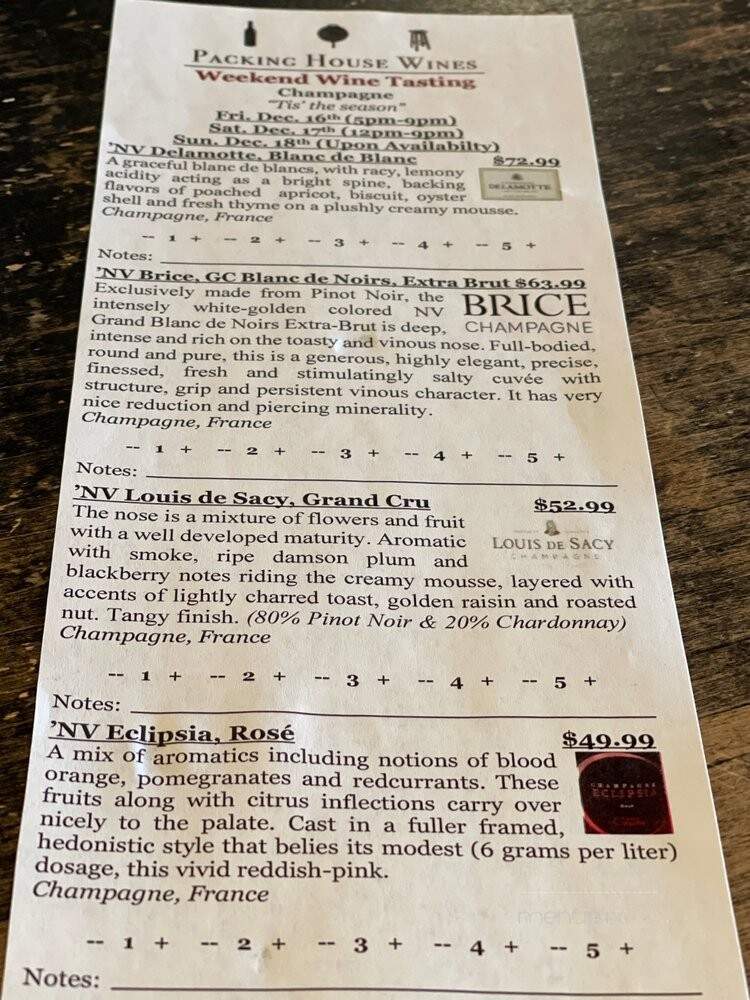 PACKING HOUSE WINES
Weekend Wine Tasting
Champagne
"Tis' the season"
Fri. Dec. 16th (5pm-9pm)
Sat. Dec. 17th (12pm-9pm)
Sun. Dec. 18th (Upon Availabilty)
'NV Delamotte, Blanc de Blanc $72.99
A graceful blanc de blancs, with racy, lemony
acidity acting as a bright spine, backing
flavors of poached apricot, biscuit, oyster
shell and fresh thyme on a plushly creamy mousse.
Champagne, France
DELAMOTTE
-- 1 + -- 2 + -- 3 + -- 4 + -- 5 +
Notes:
'NV Brice, GC Blanc de Noirs, Extra Brut $63.99
Exclusively made from Pinot Noir, the
intensely white-golden colored NV
Grand Blanc de Noirs Extra-Brut is deep,
intense and rich on the toasty and vinous nose. Full-bodied,
round and pure, this is a generous, highly elegant, precise,
finessed, fresh and stimulatingly salty cuvée with
structure, grip and persistent vinous character. It has very
nice reduction and piercing minerality.
Champagne, France
BRICE
CHAMPAGNE
-- 1 + -- 2 + -- 3 + -- 4 + -- 5 +
Notes:
'NV Louis de Sacy, Grand Cru $52.99
The nose is a mixture of flowers and fruit
with a well developed maturity. Aromatic
with smoke, ripe damson plum and
blackberry notes riding the creamy mousse, layered with
accents of lightly charred toast, golden raisin and roasted
nut. Tangy finish. (80% Pinot Noir & 20% Chardonnay)
Champagne, France
LOUIS DE SACY
CHAMPAGNE
-- 1 + -- 2 + -- 3 + -- 4 + -- 5 +
Notes:
'NV Eclipsia, Rosé $49.99
A mix of aromatics including notions of blood
orange, pomegranates and redcurrants. These
fruits along with citrus inflections carry over
nicely to the palate. Cast in a fuller framed,
hedonistic style that belies its modest (6 grams per liter)
dosage, this vivid reddish-pink.
Champagne, France
CHAMPAGNE
ECLIPSIA
-- 1 + -- 2 + -- 3 + -- 4 + -- 5 +
Notes: